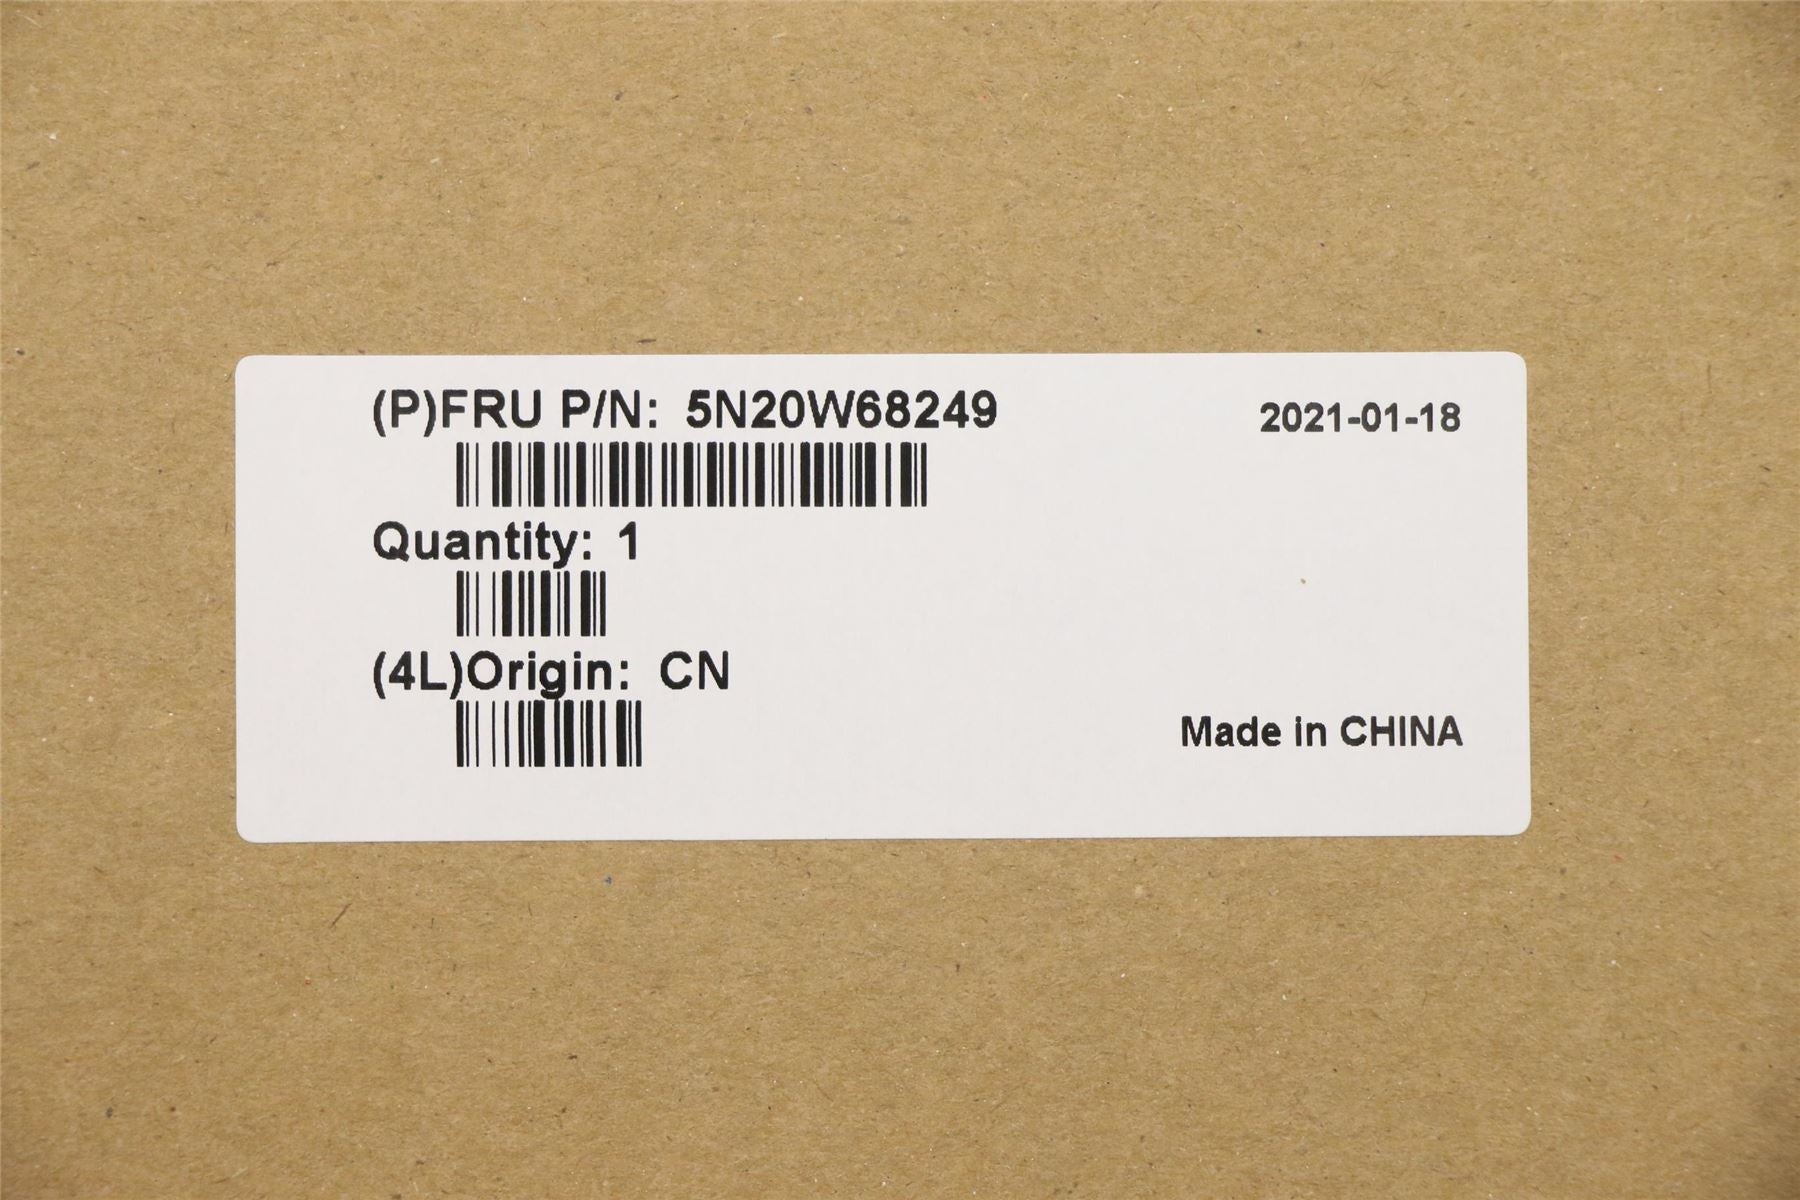 (P)FRU P/N: 5N20W68249
2021-01-18
Quantity: 1
(4L)Origin: CN
Made in CHINA